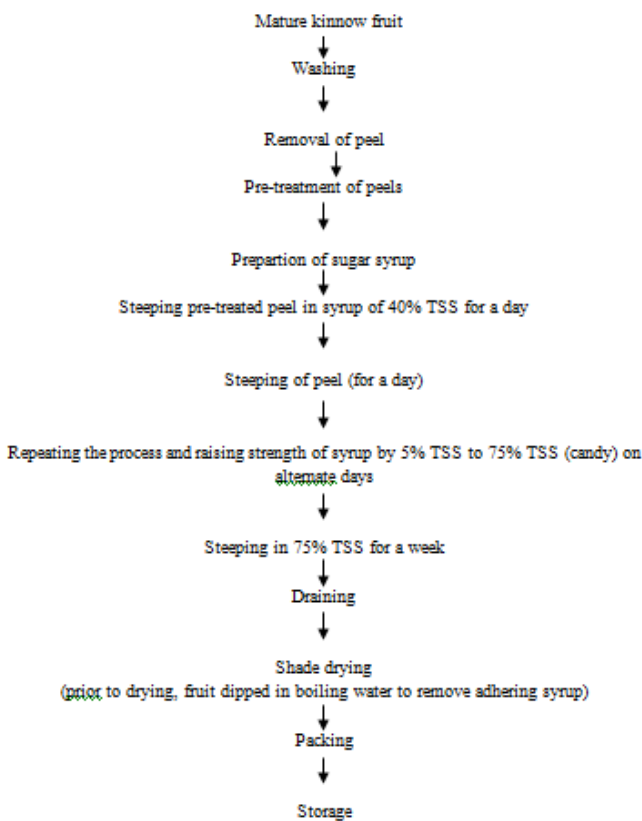 Mature kinnow fruit
Washing
Removal of peel
Pre-treatment of peels
Prepartion of sugar syrup
Steeping pre-treated peel in syrup of 40% TSS for a day
Steeping of peel (for a day)
Repeating the process and raising strength of syrup by 5% TSS to 75% TSS (candy) on
alternate days
Steeping in 75% TSS for a week
Draining
Shade drying
(prior to drying, fruit dipped in boiling water to remove adhering syrup)
Packing
Storage